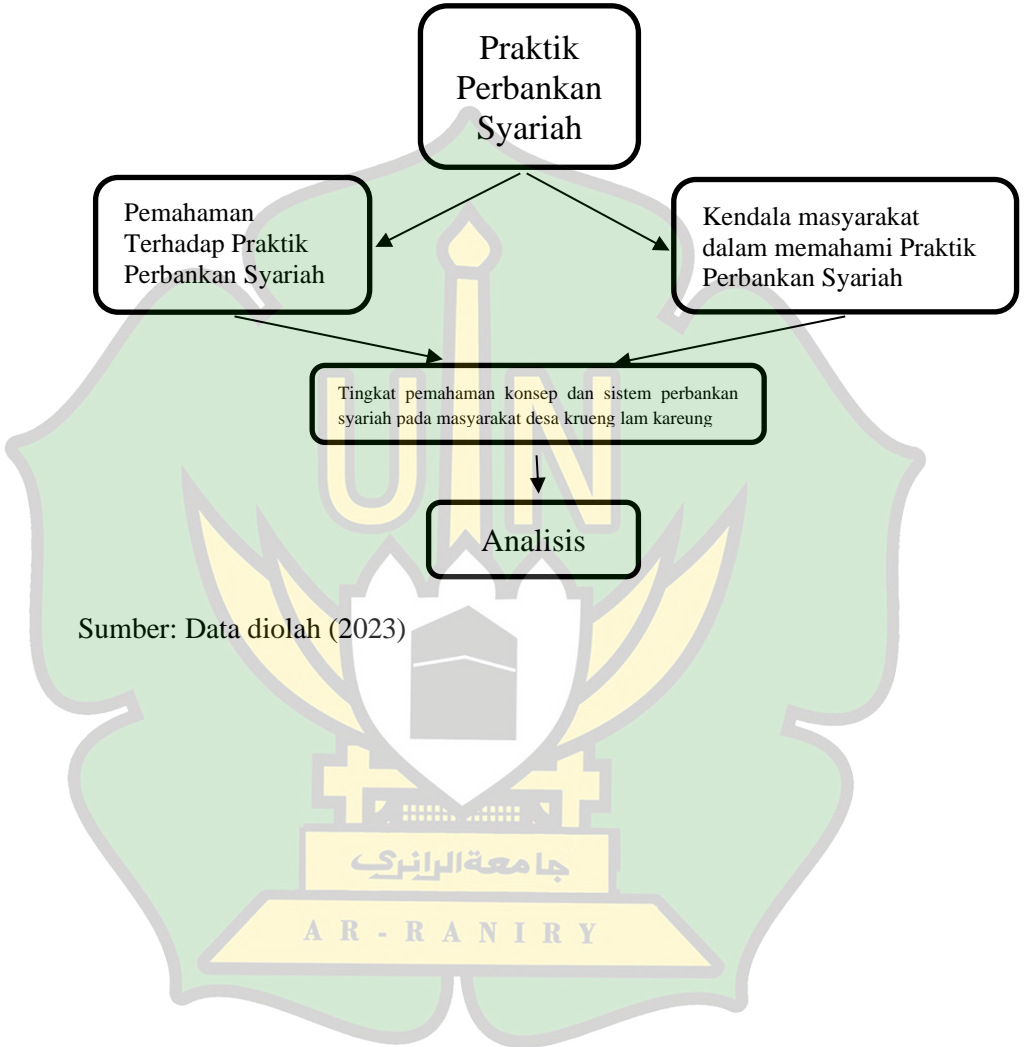 Praktik
Perbankan
Syariah
Pemahaman
Terhadap Praktik
Perbankan Syariah
Kendala masyarakat
dalam memahami Praktik
Perbankan Syariah
Tingkat pemahaman konsep dan sistem perbankan
syariah pada masyarakat desa krueng lam kareung
Analisis
Sumber: Data diolah (2023)
UIN
جامعة الرانري
AR-RANIRY